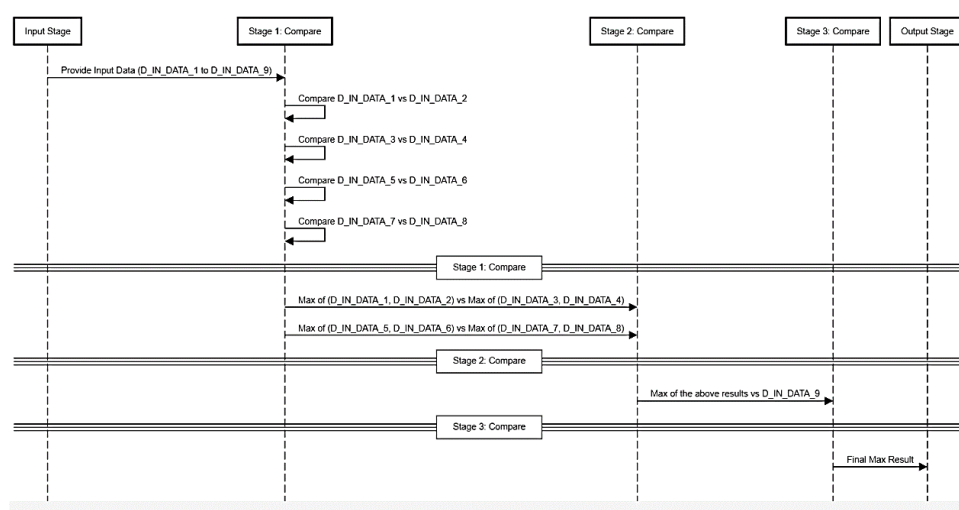 Input Stage
Stage 1: Compare
Stage 2: Compare
Stage 3: Compare
Output Stage
Provide Input Data (D_IN_DATA_1 to D_IN_DATA_9)
Compare D_IN_DATA_1 vs D_IN_DATA_2
Compare D_IN_DATA_3 vs D_IN_DATA_4
Compare D_IN_DATA_5 vs D_IN_DATA_6
Compare D_IN_DATA_7 vs D_IN_DATA_8
Stage 1: Compare
Max of (D_IN_DATA_1, D_IN_DATA_2) vs Max of (D_IN_DATA_3, D_IN_DATA_4)
Max of (D_IN_DATA_5, D_IN_DATA_6) vs Max of (D_IN_DATA_7, D_IN_DATA_8)
Stage 2: Compare
Max of the above results vs D_IN_DATA_9
Stage 3: Compare
Final Max Result